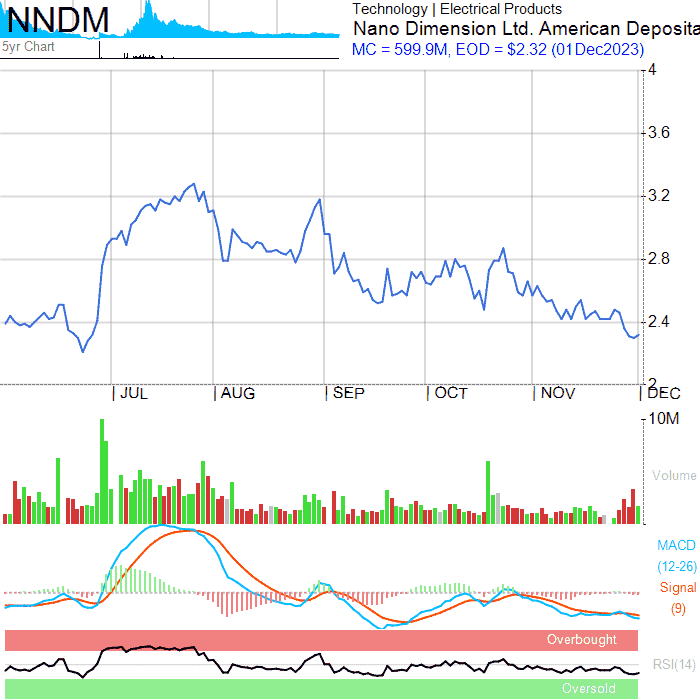 NNDM
5yr Chart
Technology | Electrical Products
Nano Dimension Ltd. American Deposita
MC = 599.9M, EOD = $2.32 (01Dec2023)
4
3.6
3.2
2.8
2.4
2
JUL AUG SEP OCT NOV DEC
10M
Volume
MACD
(12-26)
Signal
(9)
Overbought
RSI(14)
Oversold